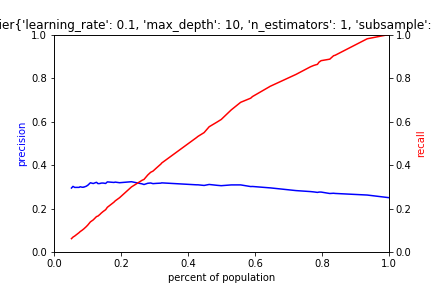 ier{'learning_rate': 0.1, 'max_depth': 10, 'n_estimators': 1, 'subsample':
precision
recall
1.0
0.8
0.6
0.4
0.2
0.0
1.0
0.8
0.6
0.4
0.2
0.0
0.0 0.2 0.4 0.6 0.8 1.0
percent of population